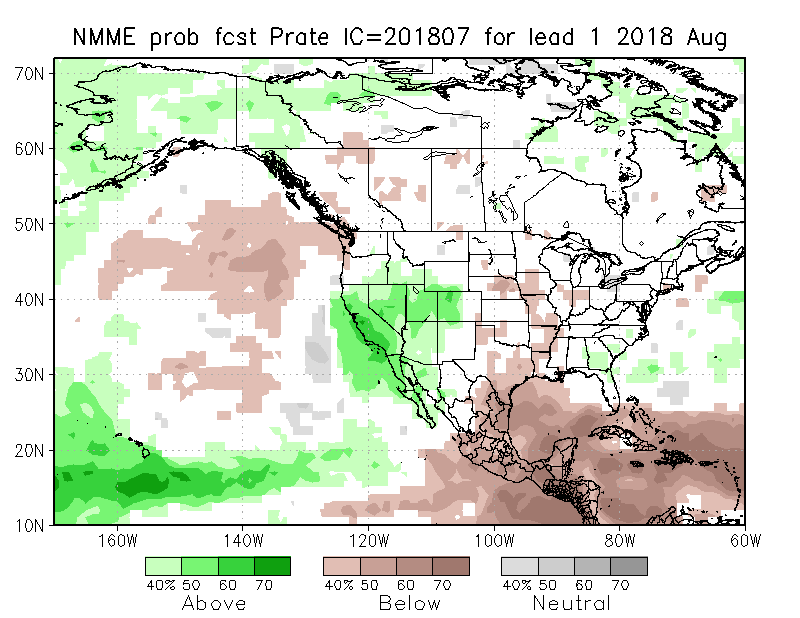 NMME prob fcst Prate IC=201807 for lead 1 2018 Aug
70N
60N
50N
40N
30N
20N
10N
160W 140W 120W 100W 80W 60W
40% 50 60 70 40% 50 60 70 40% 50 60 70
Above Below Neutral